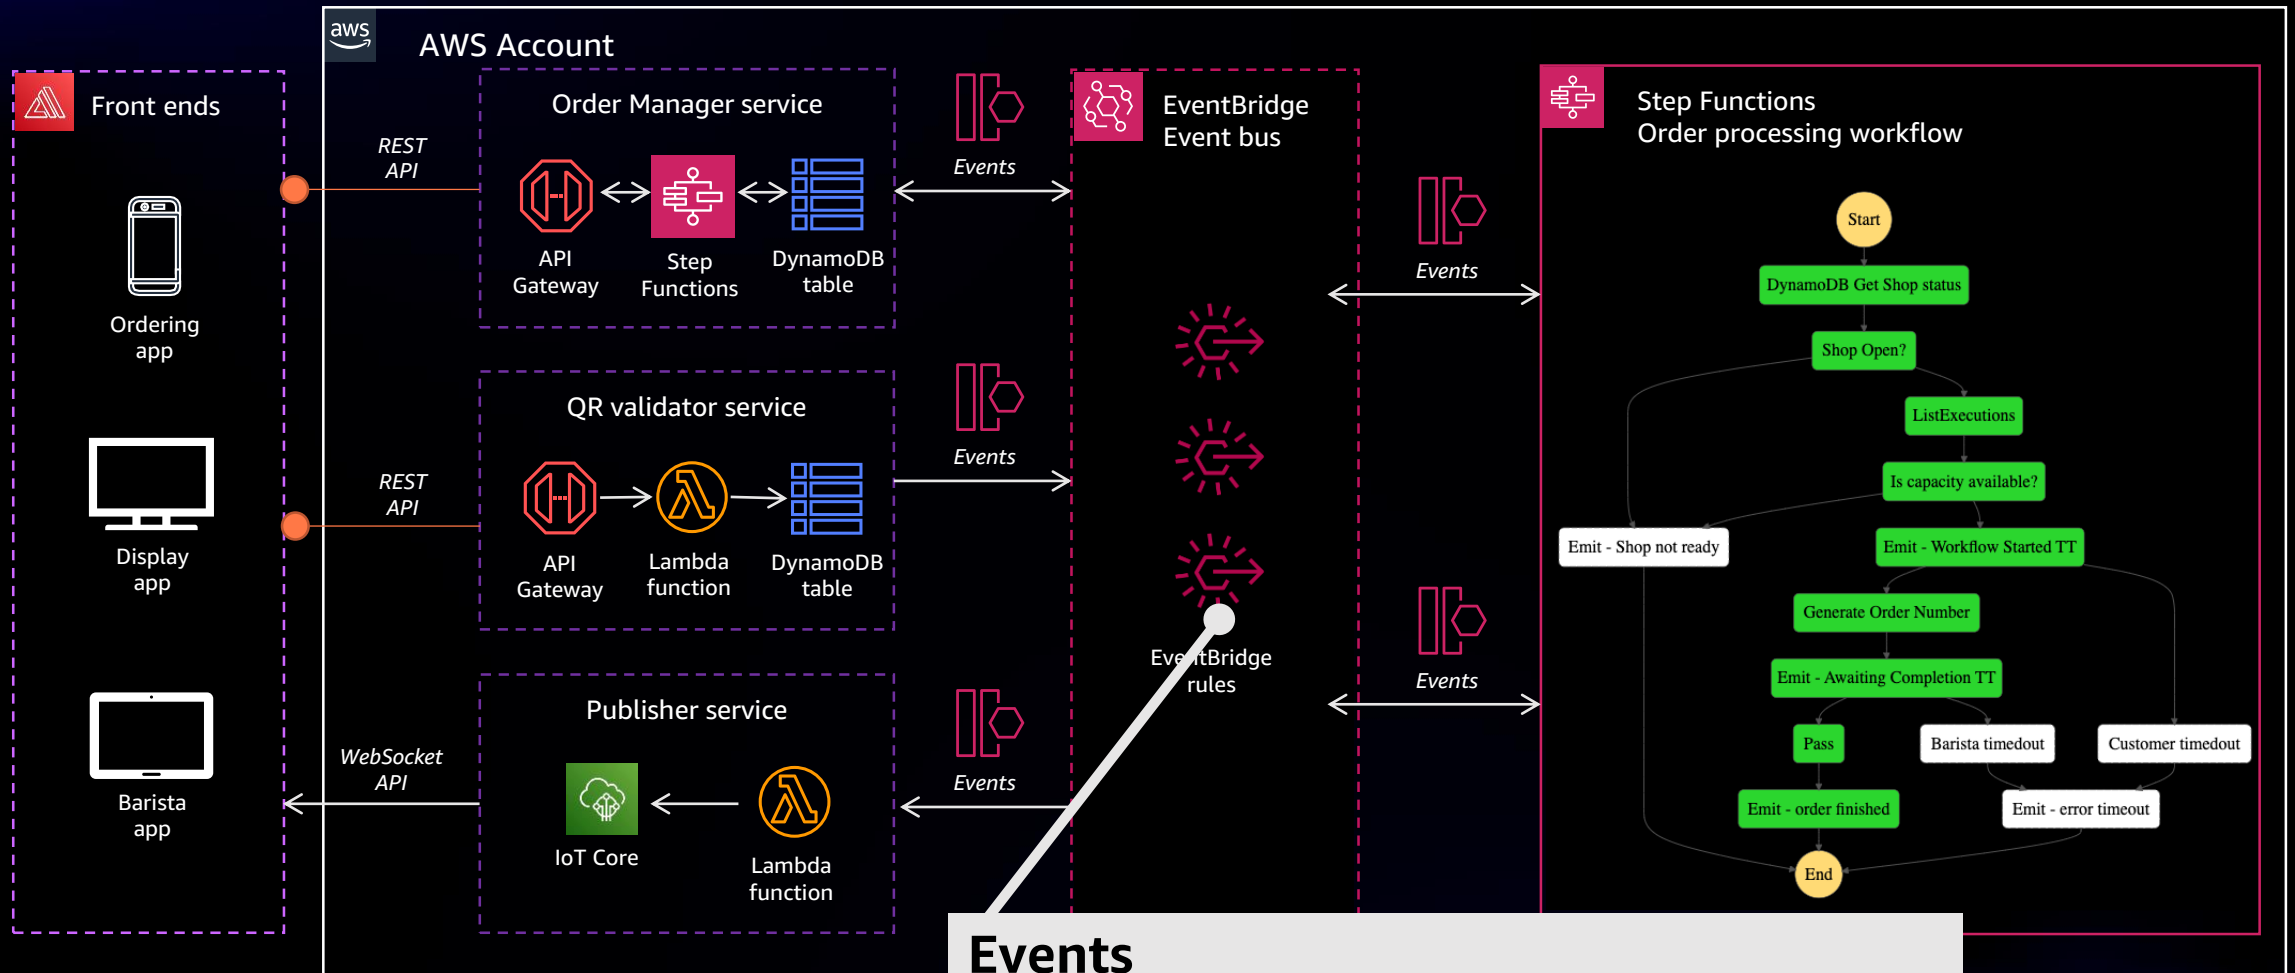 aws
AWS Account
Front ends
Ordering
app
Display
app
Barista
app
REST
API
REST
API
WebSocket
API
Order Manager service
API
Gateway
Step
Functions
DynamoDB
table
QR validator service
API
Gateway
Lambda
function
DynamoDB
table
Publisher service
IoT Core
Lambda
function
Events
Events
Events
EventBridge
Event bus
EventBridge
rules
Events
Events
Step Functions
Order processing workflow
Start
DynamoDB Get Shop status
Shop Open?
ListExecutions
Is capacity available?
Emit - Shop not ready
Emit - Workflow Started TT
Generate Order Number
Emit - Awaiting Completion TT
Pass
Barista timedout
Customer timedout
Emit - order finished
Emit - error timeout
End
Events